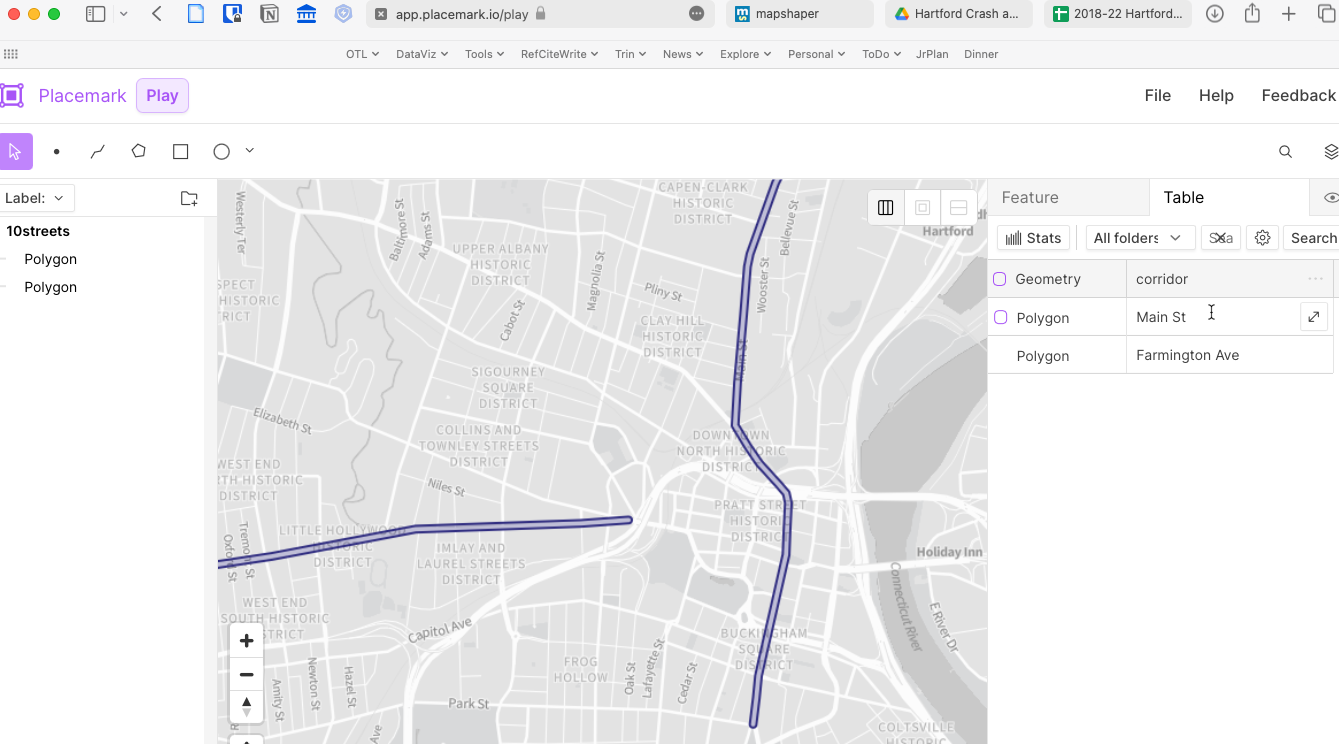 app.placemark.io/play
mapshaper
Hartford Crash a...
2018-22 Hartford...
OTL DataViz Tools RefCiteWrite Trin News Explore Personal ToDo JrPlan Dinner
Placemark Play
File Help Feedback
Label:
10streets
Polygon
Polygon
Westerly Ter
Baltimore St
Adams St
CAPEN-CLARK
HISTORIC
DISTRICT
Bellevue St
Hartford
UPPER ALBANY
HISTORIC
DISTRICT
Magnolia St
Wooster St
Pliny St
SPECT
HISTORIC
CT
Cabot St
CLAY HILL
HISTORIC
DISTRICT
Main St
SIGOURNEY
SQUARE
DISTRICT
Elizabeth St
COLLINS AND
TOWNLEY STREETS
DISTRICT
DOWNTOWN
NORTH HISTORIC
DISTRICT
WEST END
RTH HISTORIC
DISTRICT
Niles St
PRATT STREET
HISTORIC
DISTRICT
LITTLE HOLLYWOOD
HISTORIC
DISTRICT
Oxford St
Tremont St
IMLAY AND
LAUREL STREETS
DISTRICT
Holiday Inn
Connecticut River
E River Dr
WEST END
SOUTH HISTORIC
DISTRICT
Capitol Ave
BUCKINGHAM
SQUARE
DISTRICT
FROG
HOLLOW
Newton St
Amity St
Hazel St
Oak St
Lafayette St
Cedar St
Park St
Ave
COLTSVILLE
HISTORIC
Feature Table
Stats All folders Search
Geometry corridor
Polygon Main St
Polygon Farmington Ave